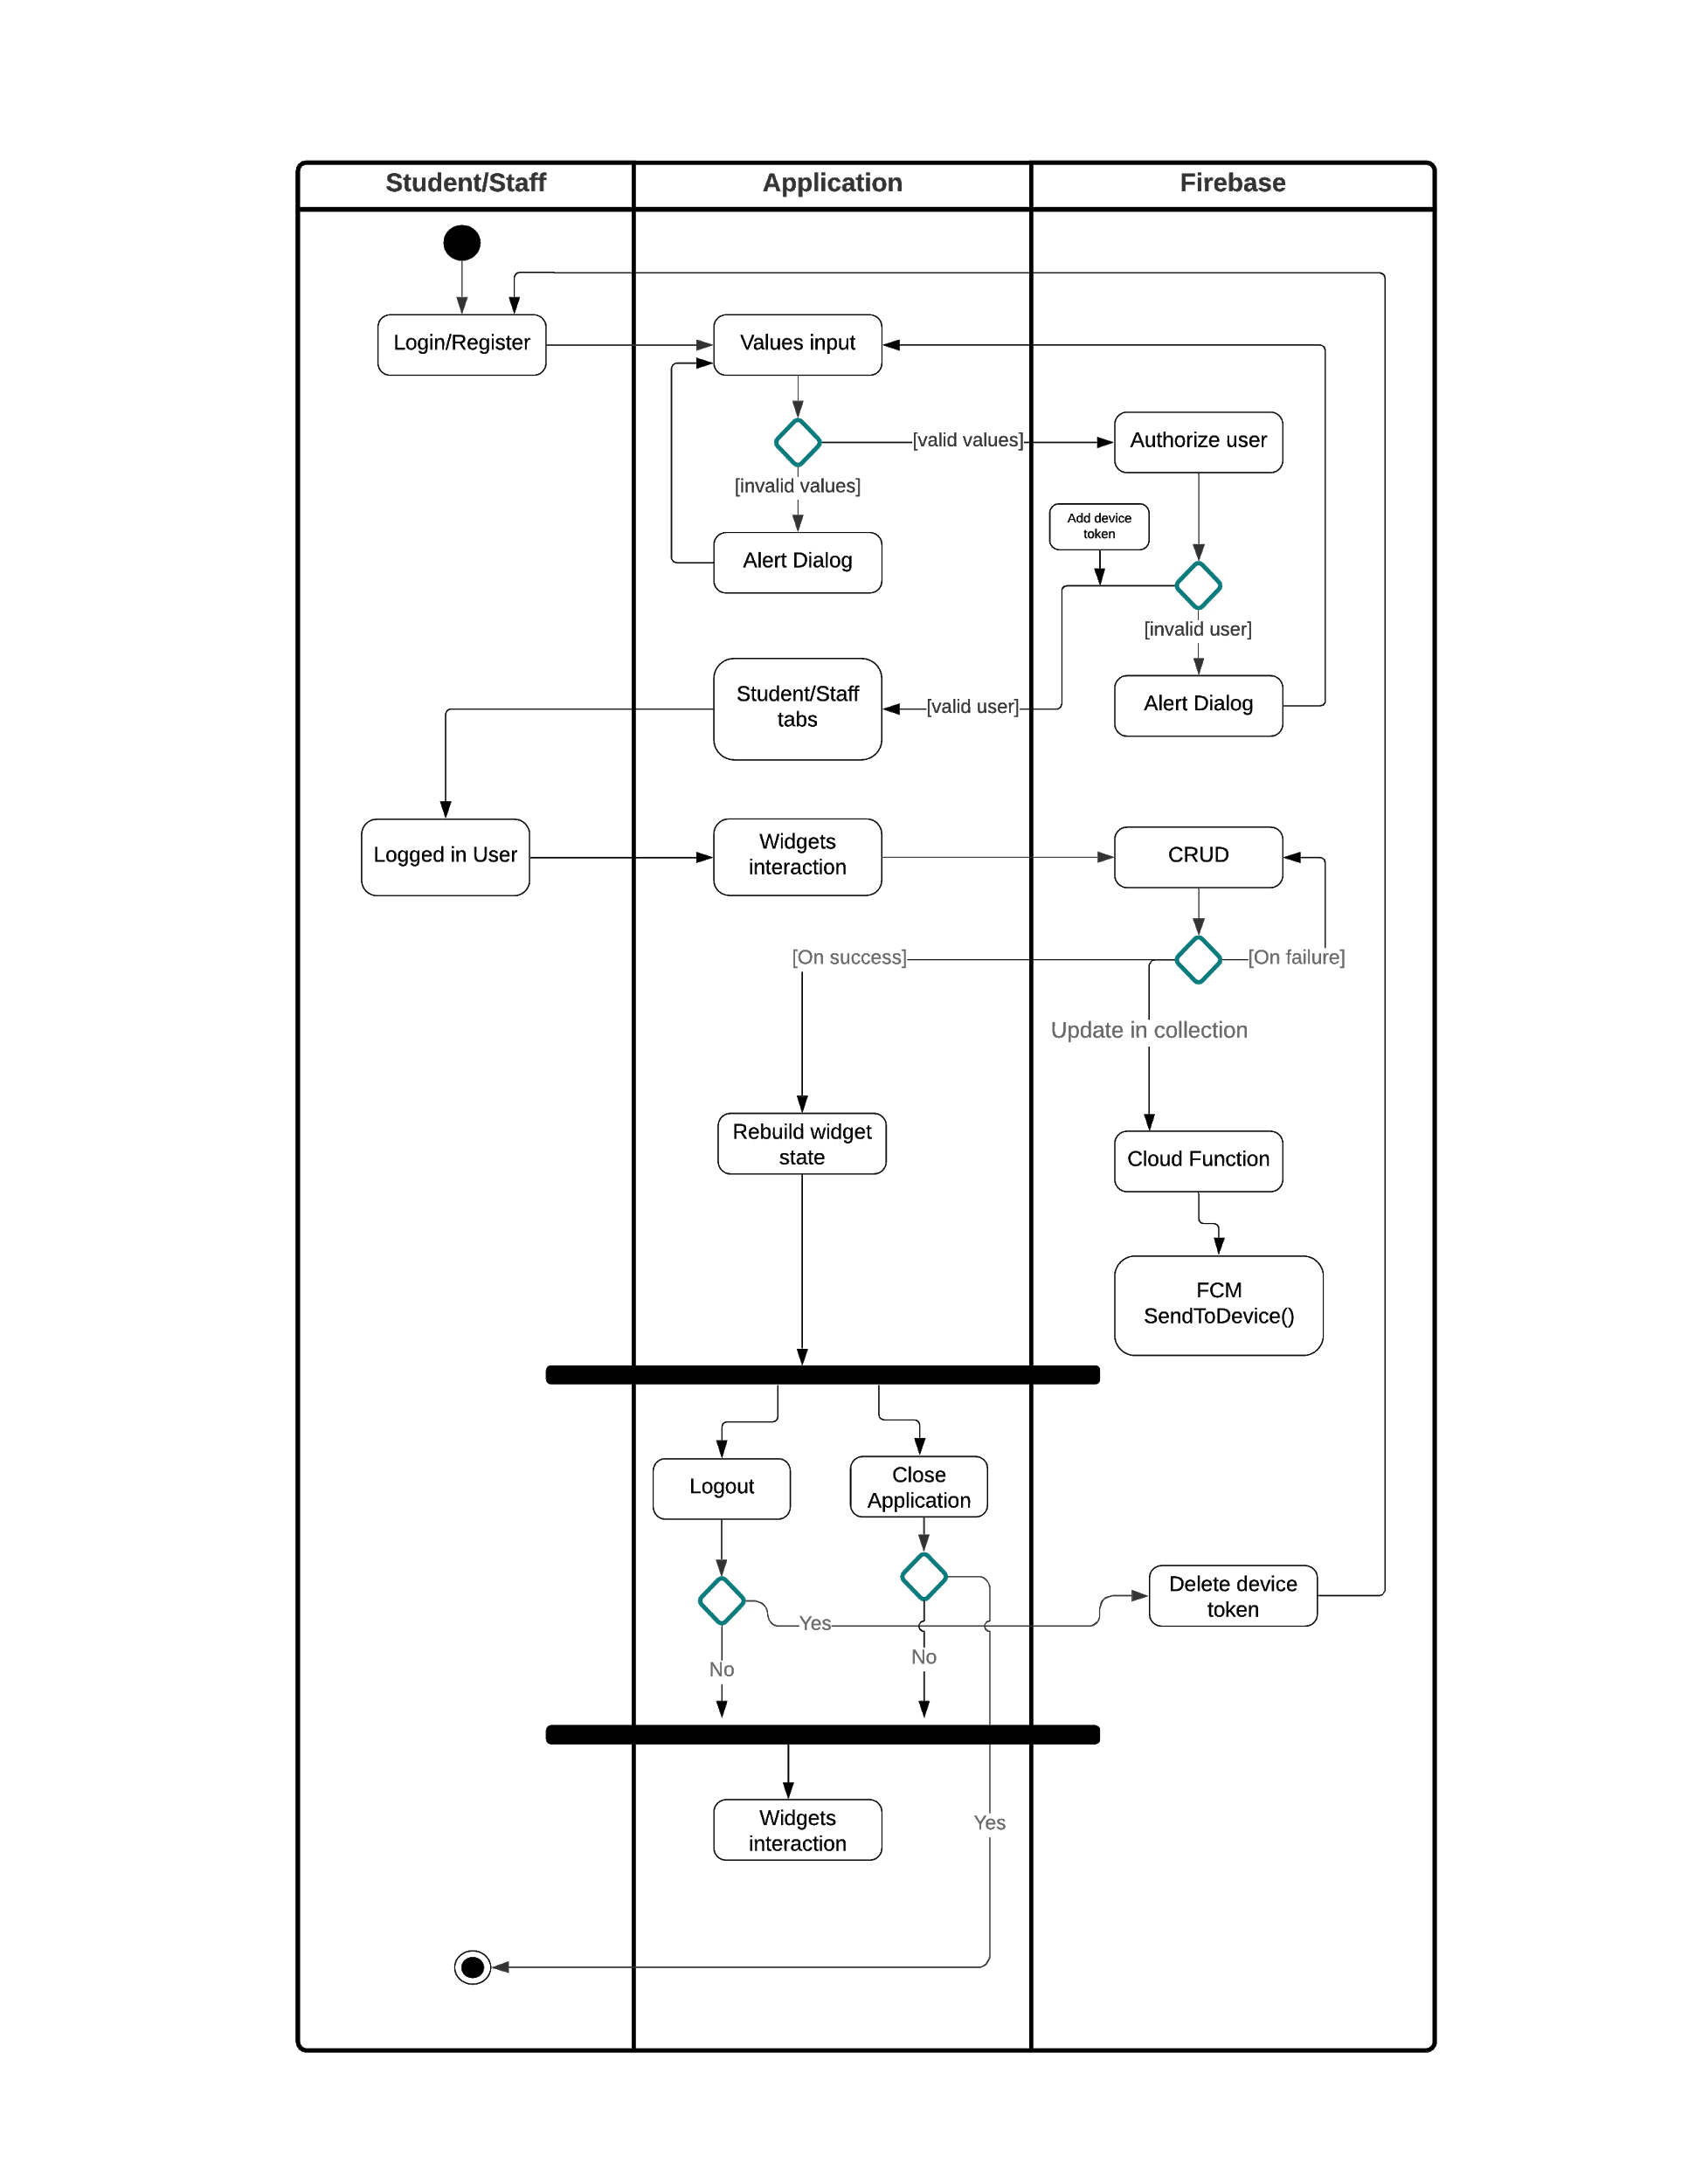 Student/Staff
Application
Firebase
Login/Register
Values input
[valid values]
Authorize user
[invalid values]
Add device
token
Alert Dialog
[invalid user]
Student/Staff
tabs
[valid user]
Alert Dialog
Logged in User
Widgets
interaction
CRUD
[On success]
[On failure]
Update in collection
Rebuild widget
state
Cloud Function
FCM
SendToDevice()
Logout
Close
Application
Delete device
token
Yes
No
No
Widgets
interaction
Yes